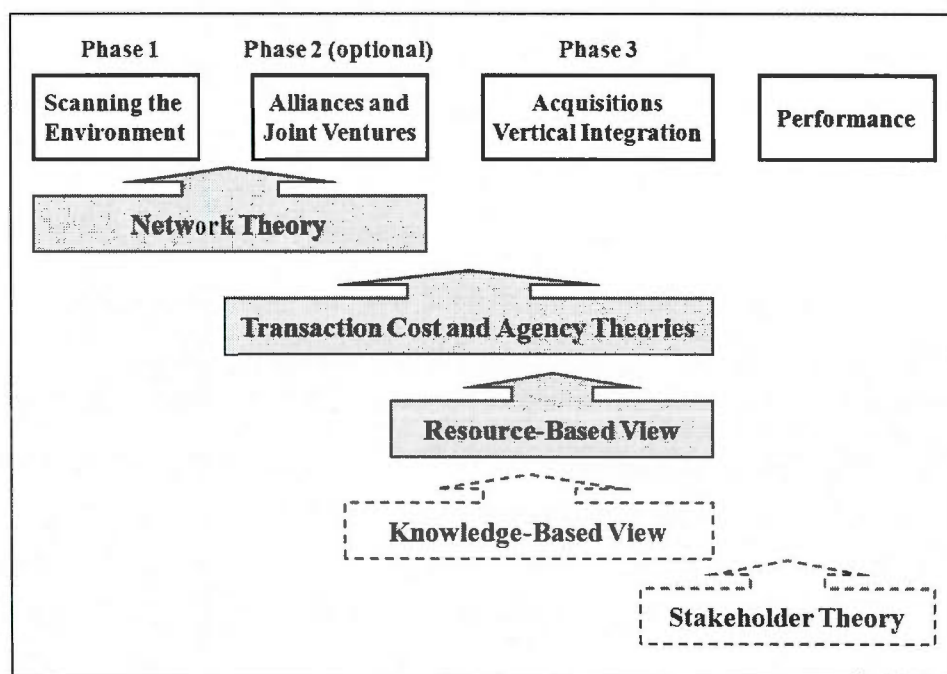 Phase 1
Phase 2 (optional)
Phase 3
Scanning the
Environment
Alliances and
Joint Ventures
Acquisitions
Vertical Integration
Performance
Network Theory
Transaction Cost and Agency Theories
Resource-Based View
Knowledge-Based View
Stakeholder Theory